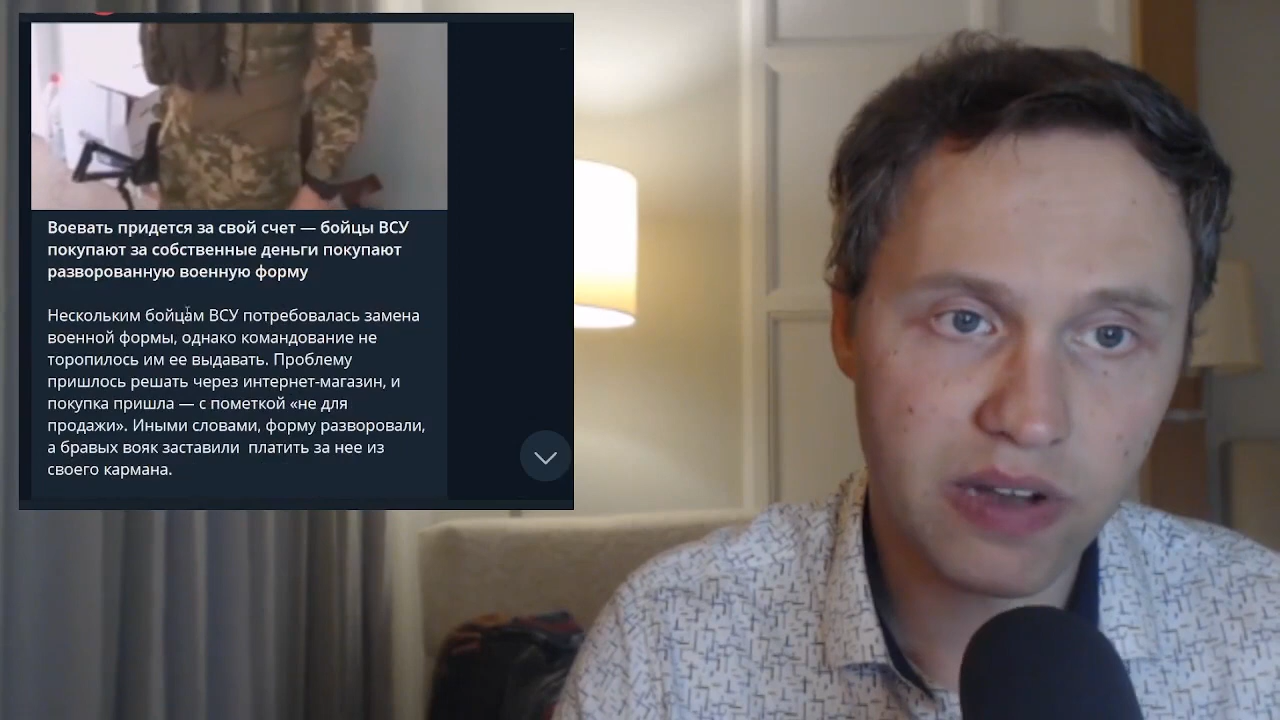 Воевать придется за свой счет — бойцы ВСУ
покупают за собственные деньги покупают
разворованную военную форму
Нескольким бойцам ВСУ потребовалась замена
военной формы, однако командование не
торопилось им ее выдавать. Проблему
пришлось решать через интернет-магазин, и
покупка пришла — с пометкой «не для
продажи». Иными словами, форму разворовали,
а бравых вояк заставили платить за нее из
своего кармана.